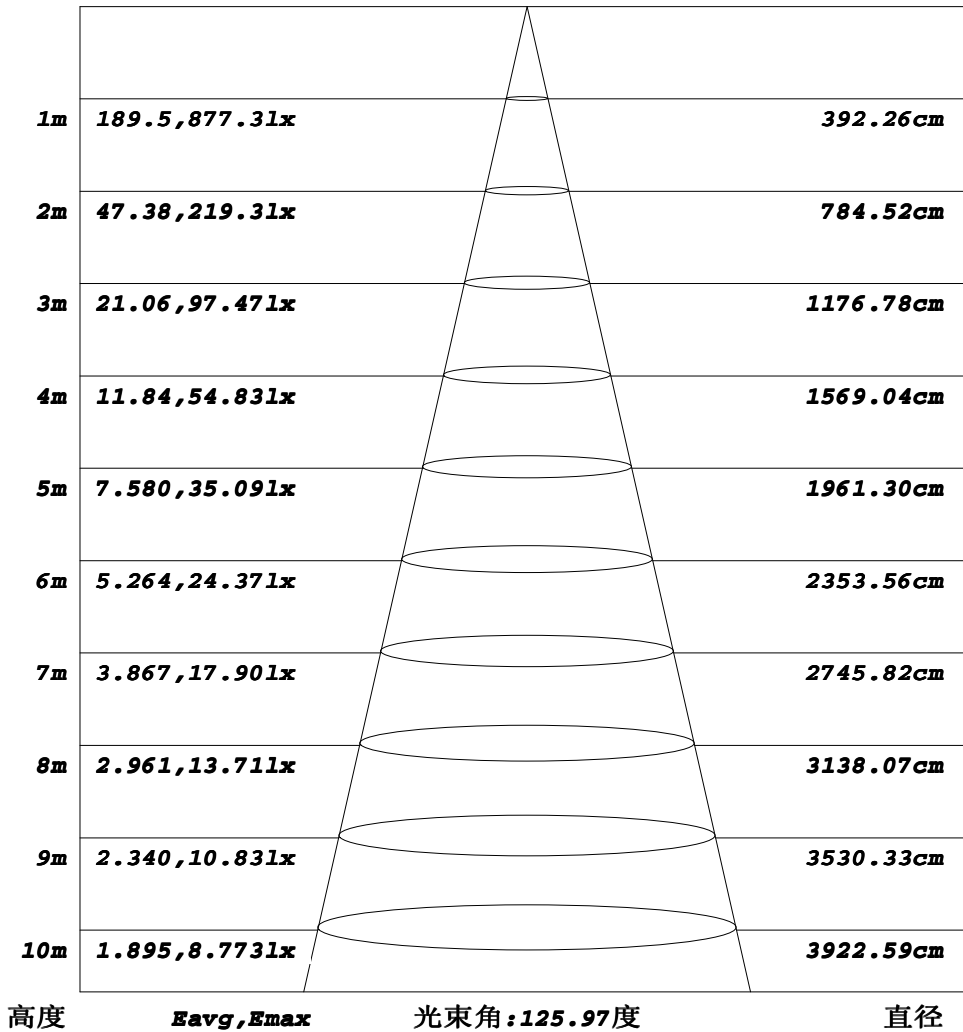 1m 189.5,877.3lx 392.26cm
2m 47.38,219.3lx 784.52cm
3m 21.06,97.47lx 1176.78cm
4m 11.84,54.83lx 1569.04cm
5m 7.580,35.09lx 1961.30cm
6m 5.264,24.37lx 2353.56cm
7m 3.867,17.90lx 2745.82cm
8m 2.961,13.71lx 3138.07cm
9m 2.340,10.83lx 3530.33cm
10m 1.895,8.773lx 3922.59cm
高度 Eavg,Emax 光束角:125.97度 直径